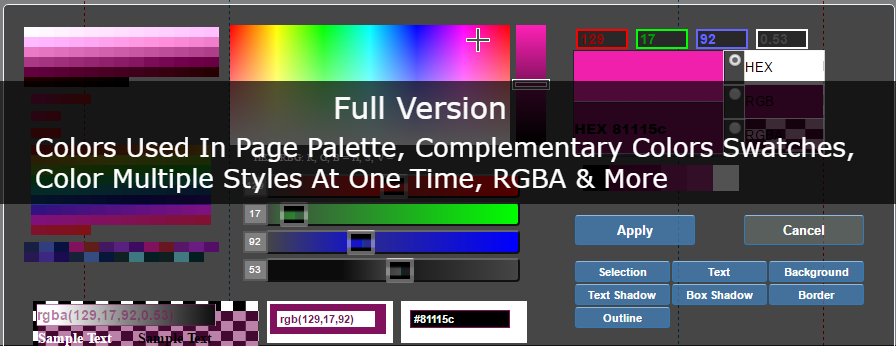 129 17 92 0.53
HEX
RGB
Full Version
HEX 81115c
Colors Used In Page Palette, Complementary Colors Swatches,
Color Multiple Styles At One Time, RGBA & More
17
92
53
Apply Cancel
Selection Text Background
Text Shadow Box Shadow Border
Outline
rgba(129,17,92,0.53)
Sample Text Sample Text
rgb(129,17,92)
#81115c